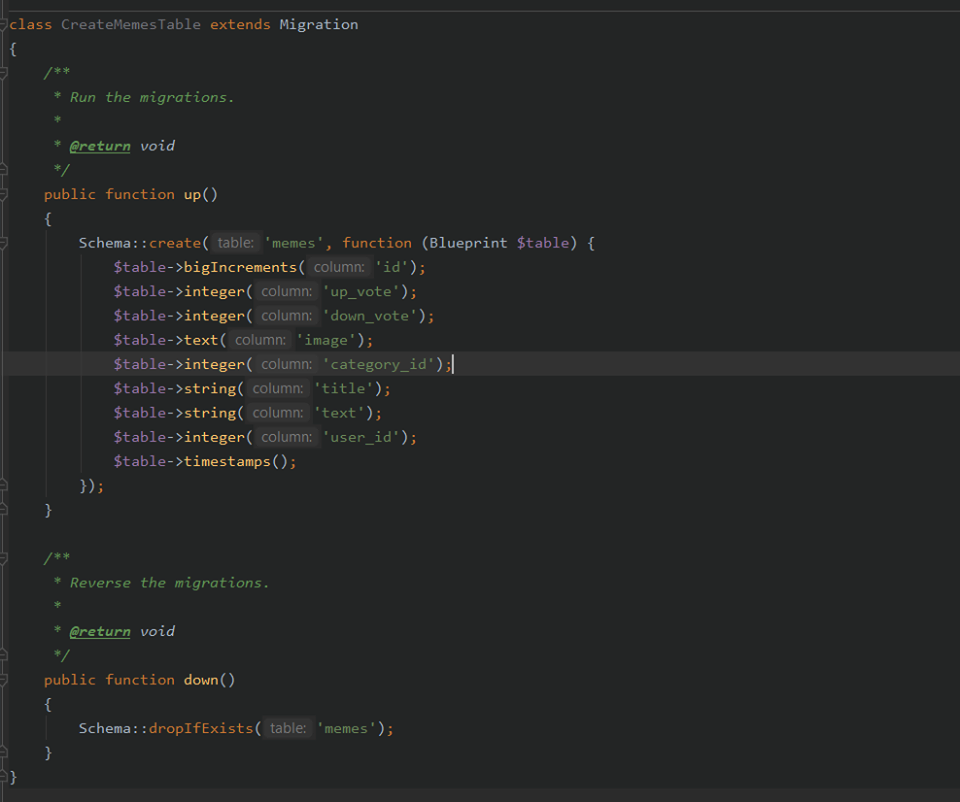 class CreateMemesTable extends Migration
{
    /**
     * Run the migrations.
     *
     * @return void
     */
    public function up()
    {
        Schema::create( table: 'memes', function (Blueprint $table) {
            $table->bigIncrements( column: 'id');
            $table->integer( column: 'up_vote');
            $table->integer( column: 'down_vote');
            $table->text( column: 'image');
            $table->integer( column: 'category_id');
            $table->string( column: 'title');
            $table->string( column: 'text');
            $table->integer( column: 'user_id');
            $table->timestamps();
        });
    }

    /**
     * Reverse the migrations.
     *
     * @return void
     */
    public function down()
    {
        Schema::dropIfExists( table: 'memes');
    }
}